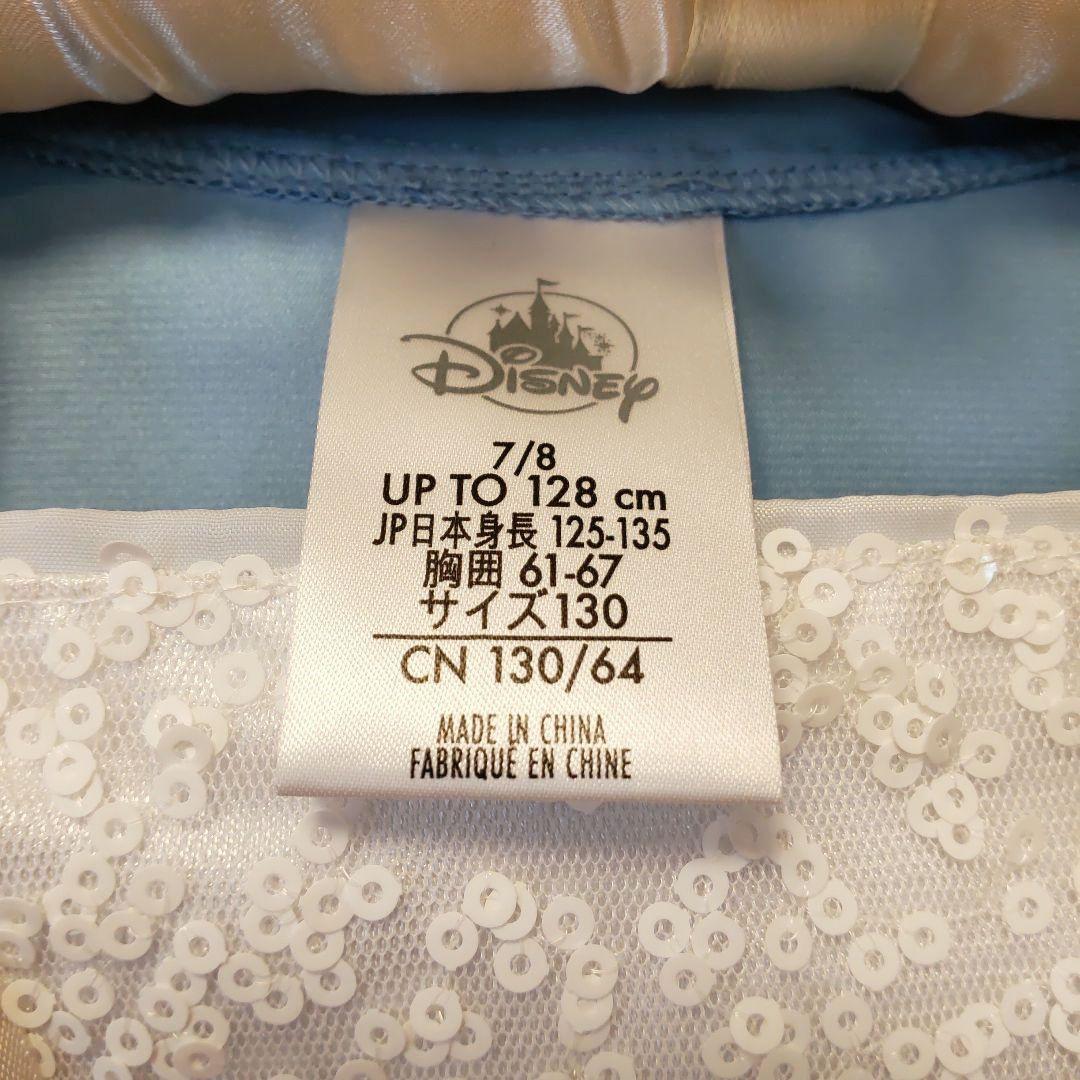 Disney
7/8
UP TO 128 cm
JP日本身長 125-135
胸囲 61-67
サイズ130
CN 130/64
MADE IN CHINA
FABRIQUÉ EN CHINE